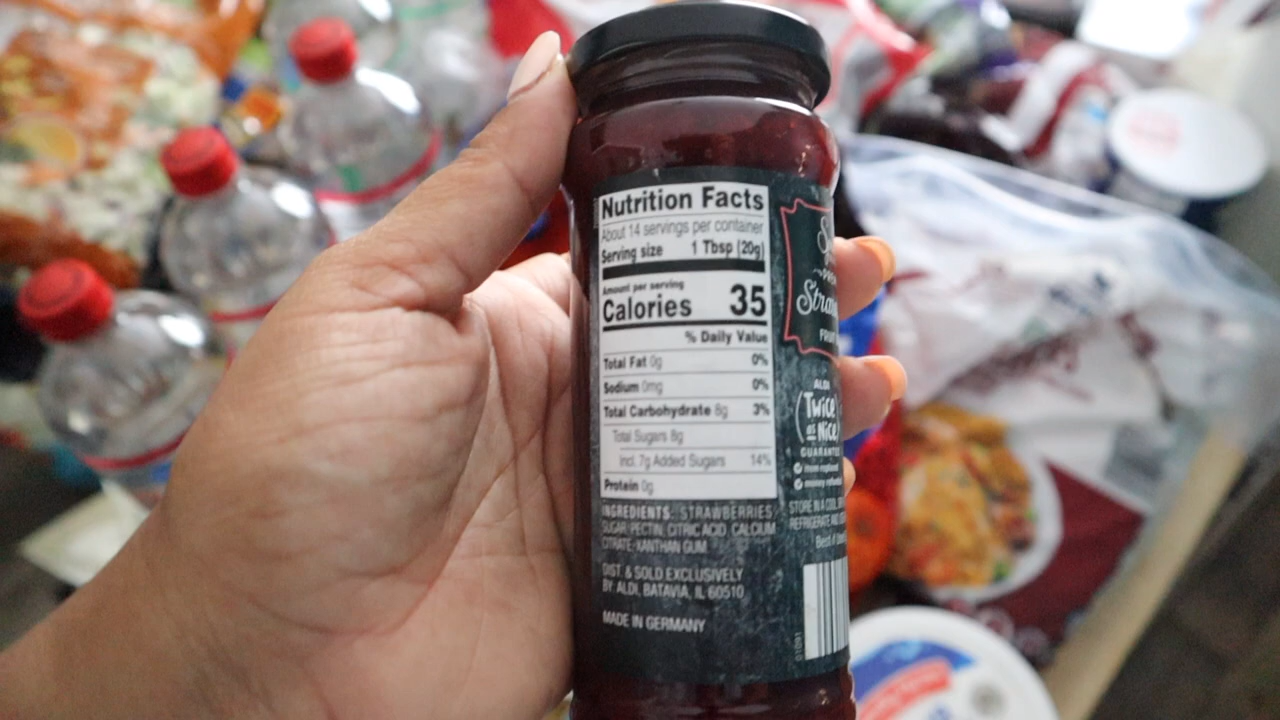 Nutrition Facts
About 14 servings per container
Serving size 1 Tbsp (20g)
Amount per serving
Calories 35
% Daily Value
Total Fat 0g 0%
Sodium 0mg 0%
Total Carbohydrate 8g 3%
Total Sugars 8g
Incl. 7g Added Sugars 14%
Protein 0g
INGREDIENTS: STRAWBERRIES,
SUGAR, PECTIN, CITRIC ACID, CALCIUM
CITRATE, XANTHAN GUM.
DIST. & SOLD EXCLUSIVELY
BY: ALDI, BATAVIA, IL 60510
MADE IN GERMANY
ALDI
Twice
as Nice
GUARANTEE
STORE IN A COOL
REFRIGERATE